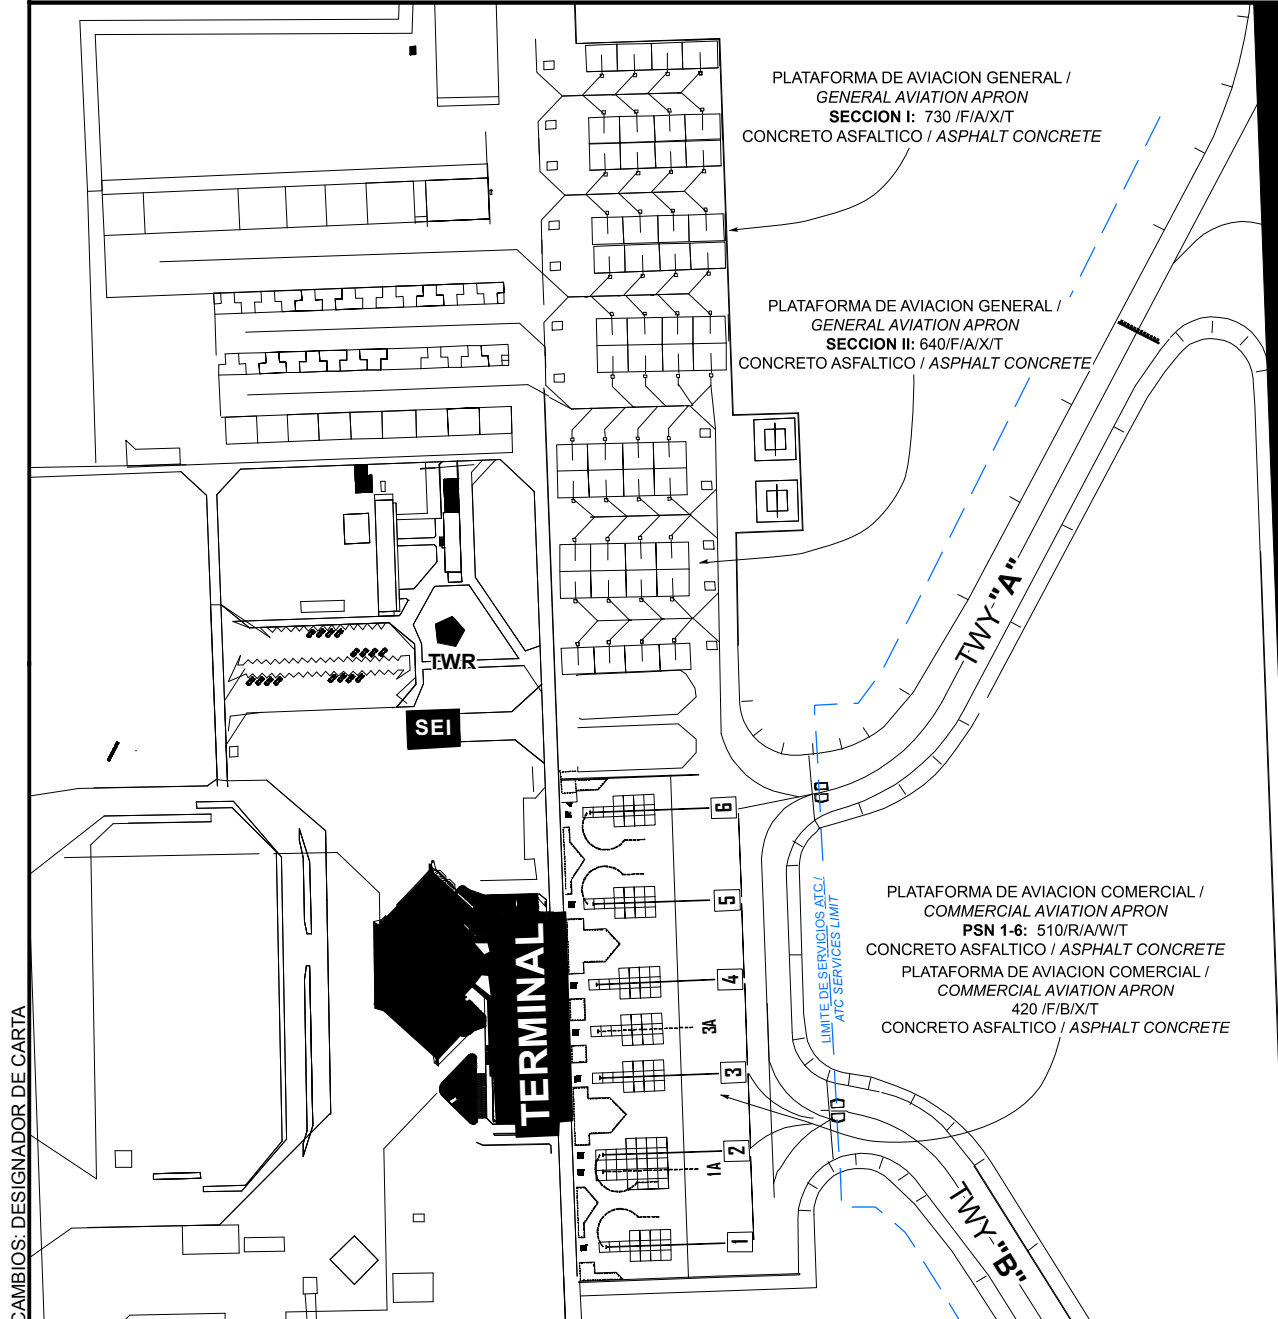 PLATAFORMA DE AVIACION GENERAL /
GENERAL AVIATION APRON
SECCION I: 730 /F/A/X/T
CONCRETO ASFALTICO / ASPHALT CONCRETE
PLATAFORMA DE AVIACION GENERAL /
GENERAL AVIATION APRON
SECCION II: 640/F/A/X/T
CONCRETO ASFALTICO / ASPHALT CONCRETE
TWY "A"
TWR
SEI
6
5
4
3A
3
2
1A
1
TERMINAL
LIMITE DE SERVICIOS ATC /
ATC SERVICES LIMIT
PLATAFORMA DE AVIACION COMERCIAL /
COMMERCIAL AVIATION APRON
PSN 1-6: 510/R/A/W/T
CONCRETO ASFALTICO / ASPHALT CONCRETE
PLATAFORMA DE AVIACION COMERCIAL /
COMMERCIAL AVIATION APRON
420 /F/B/X/T
CONCRETO ASFALTICO / ASPHALT CONCRETE
TWY "B"
CAMBIOS: DESIGNADOR DE CARTA